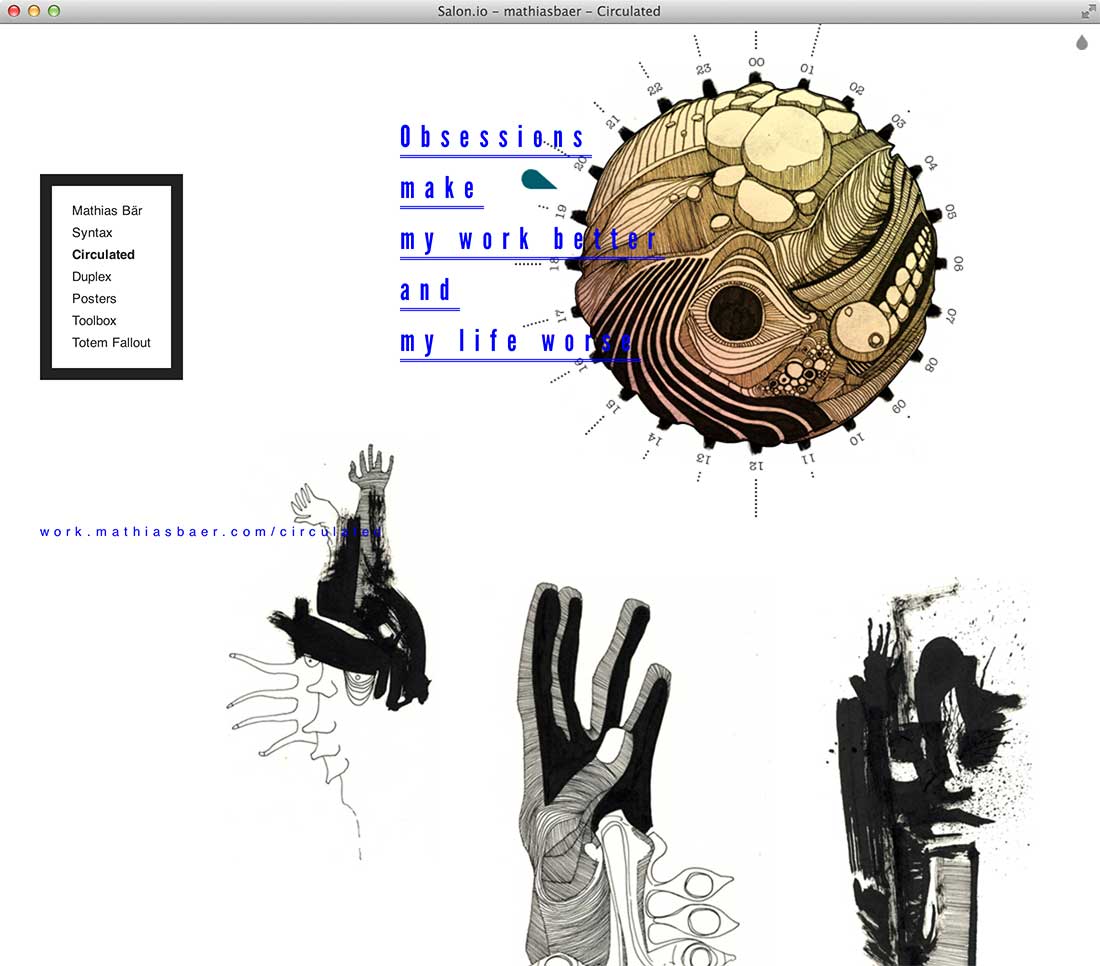 Salon.io – mathiasbaer – Circulated
Obsessions
make
my work better
and
my life worse
Mathias Bär
Syntax
Circulated
Duplex
Posters
Toolbox
Totem Fallout
00
01
02
03
04
05
06
07
08
09
10
11
12
13
14
15
16
17
18
19
20
21
22
23
work.mathiasbaer.com/circulated